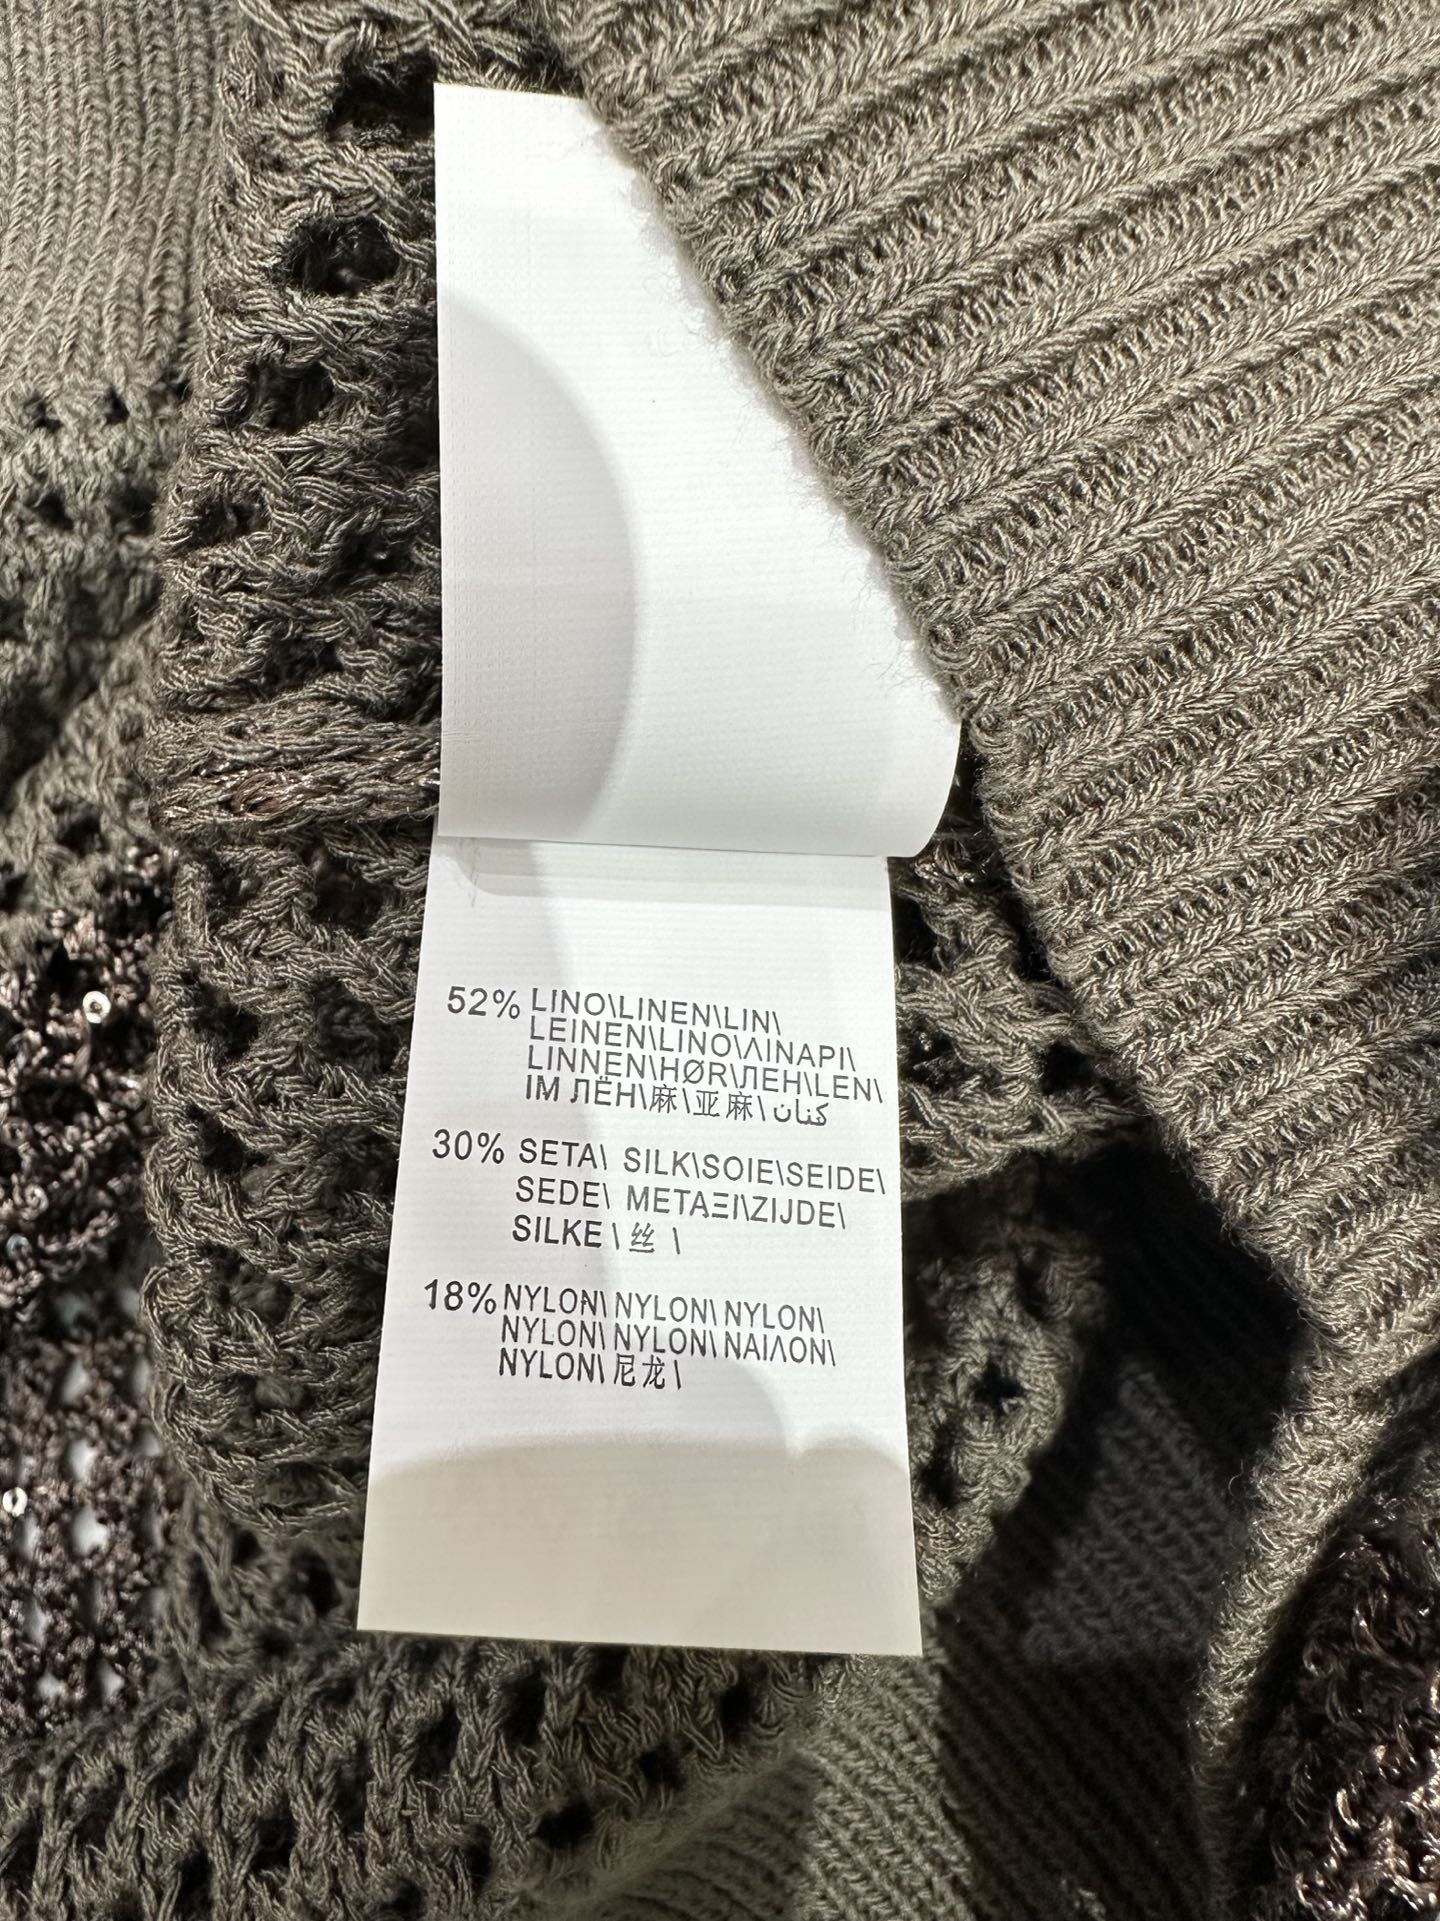 52% LINO\LINEN\LIN\
LEINEN\LINO\ΛΙΝΑΡΙ\
LINNEN\HØR\ЛЕН\LEN\
IM ЛЁН\麻\亚麻\كتان
30% SETA\ SILK\SOIE\SEIDE\
SEDE\ ΜΕΤΑΞΙ\ZIJDE\
SILKE\丝\
18% NYLON\ NYLON\ NYLON\
NYLON\ NYLON\ ΝΑΙΛΟΝ\
NYLON\ 尼龙\